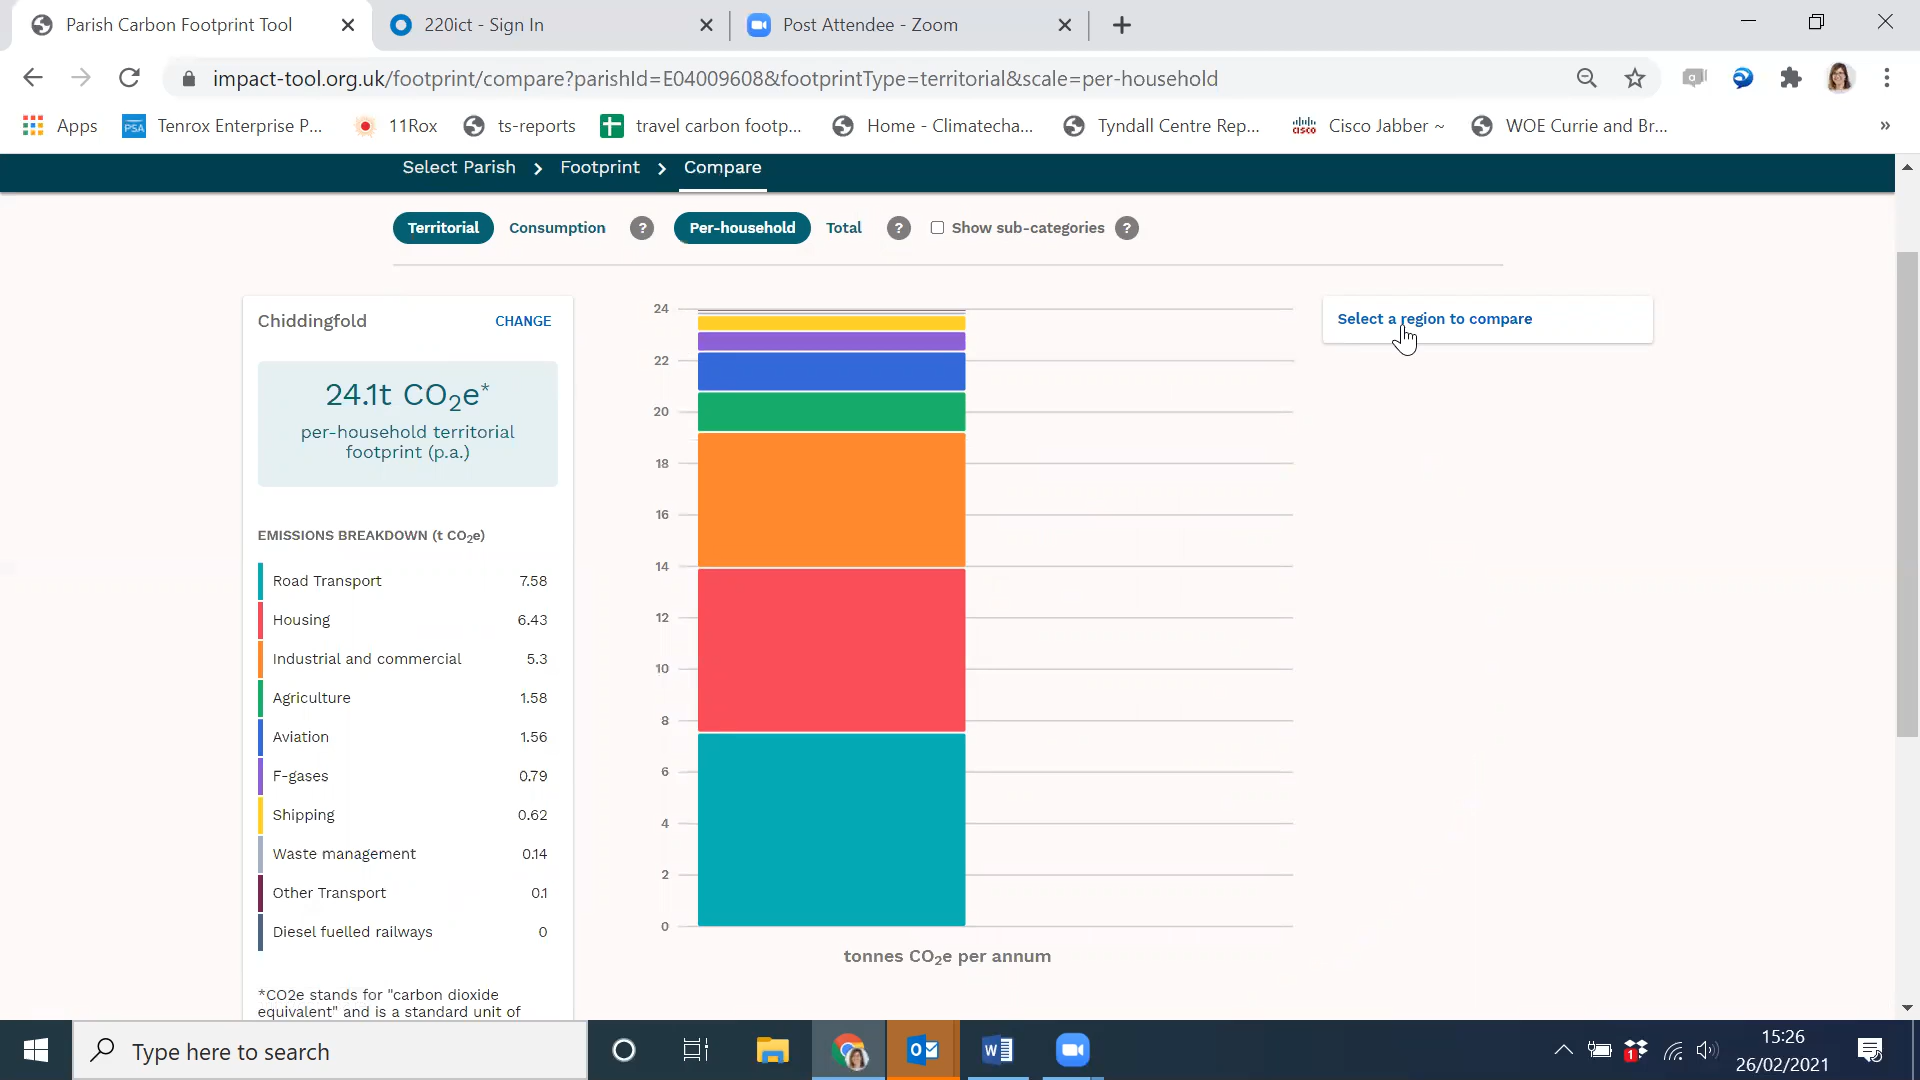 Parish Carbon Footprint Tool
220ict - Sign In
Post Attendee - Zoom
impact-tool.org.uk/footprint/compare?parishId=E04009608&footprintType=territorial&scale=per-household
Apps
PSA
Tenrox Enterprise P...
11Rox
ts-reports
travel carbon footp...
Home - Climatecha...
Tyndall Centre Rep...
CISCO
Cisco Jabber ~
WOE Currie and Br...
»
Select Parish > Footprint > Compare
Territorial
Consumption
?
Per-household
Total
?
Show sub-categories
?
Chiddingfold
CHANGE
24.1t CO2e*
per-household territorial
footprint (p.a.)
EMISSIONS BREAKDOWN (t CO2e)
Road Transport 7.58
Housing 6.43
Industrial and commercial 5.3
Agriculture 1.58
Aviation 1.56
F-gases 0.79
Shipping 0.62
Waste management 0.14
Other Transport 0.1
Diesel fuelled railways 0
*CO2e stands for "carbon dioxide
equivalent" and is a standard unit of
24
22
20
18
16
14
12
10
8
6
4
2
0
tonnes CO2e per annum
Select a region to compare
Type here to search
1
15:26
26/02/2021